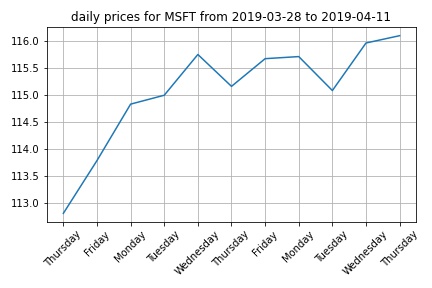 daily prices for MSFT from 2019-03-28 to 2019-04-11
116.0
115.5
115.0
114.5
114.0
113.5
113.0
Thursday
Friday
Monday
Tuesday
Wednesday
Thursday
Friday
Monday
Tuesday
Wednesday
Thursday